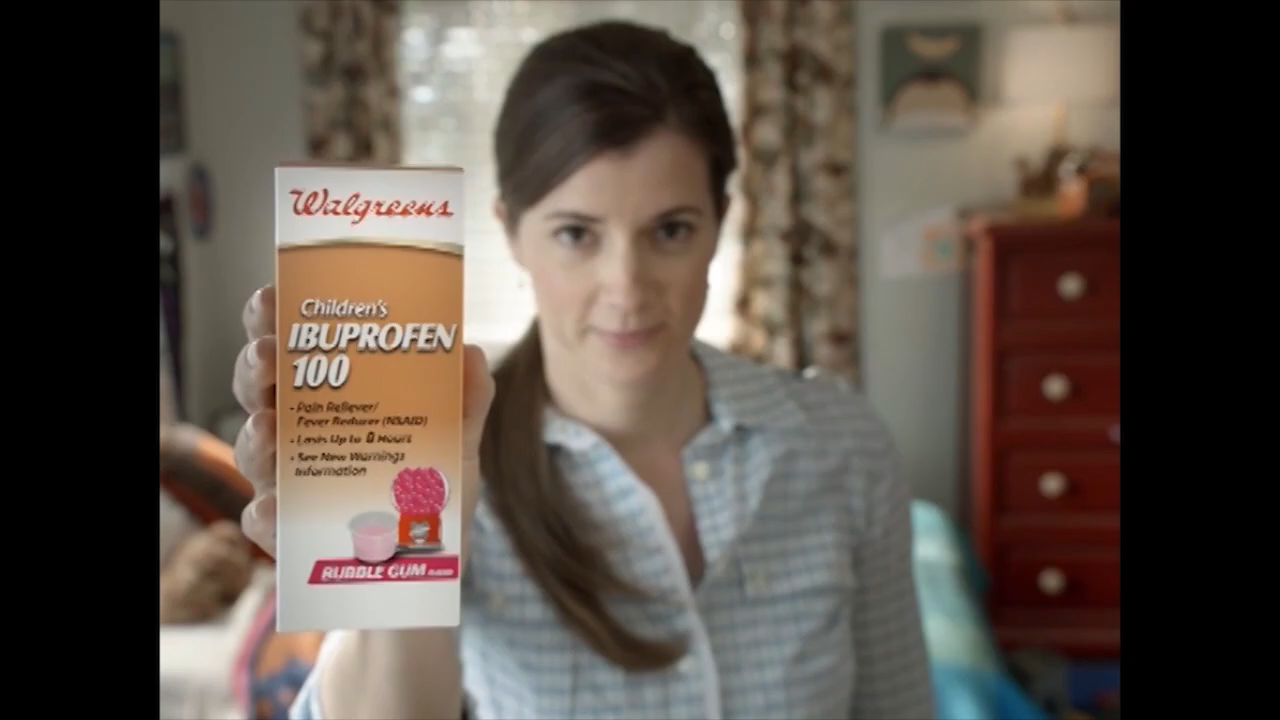 Walgreens
Children's
IBUPROFEN
100
- Pain Reliever/
Fever Reducer (NSAID)
- Lasts Up to 8 Hours
- See New Warnings
Information
BUBBLE GUM